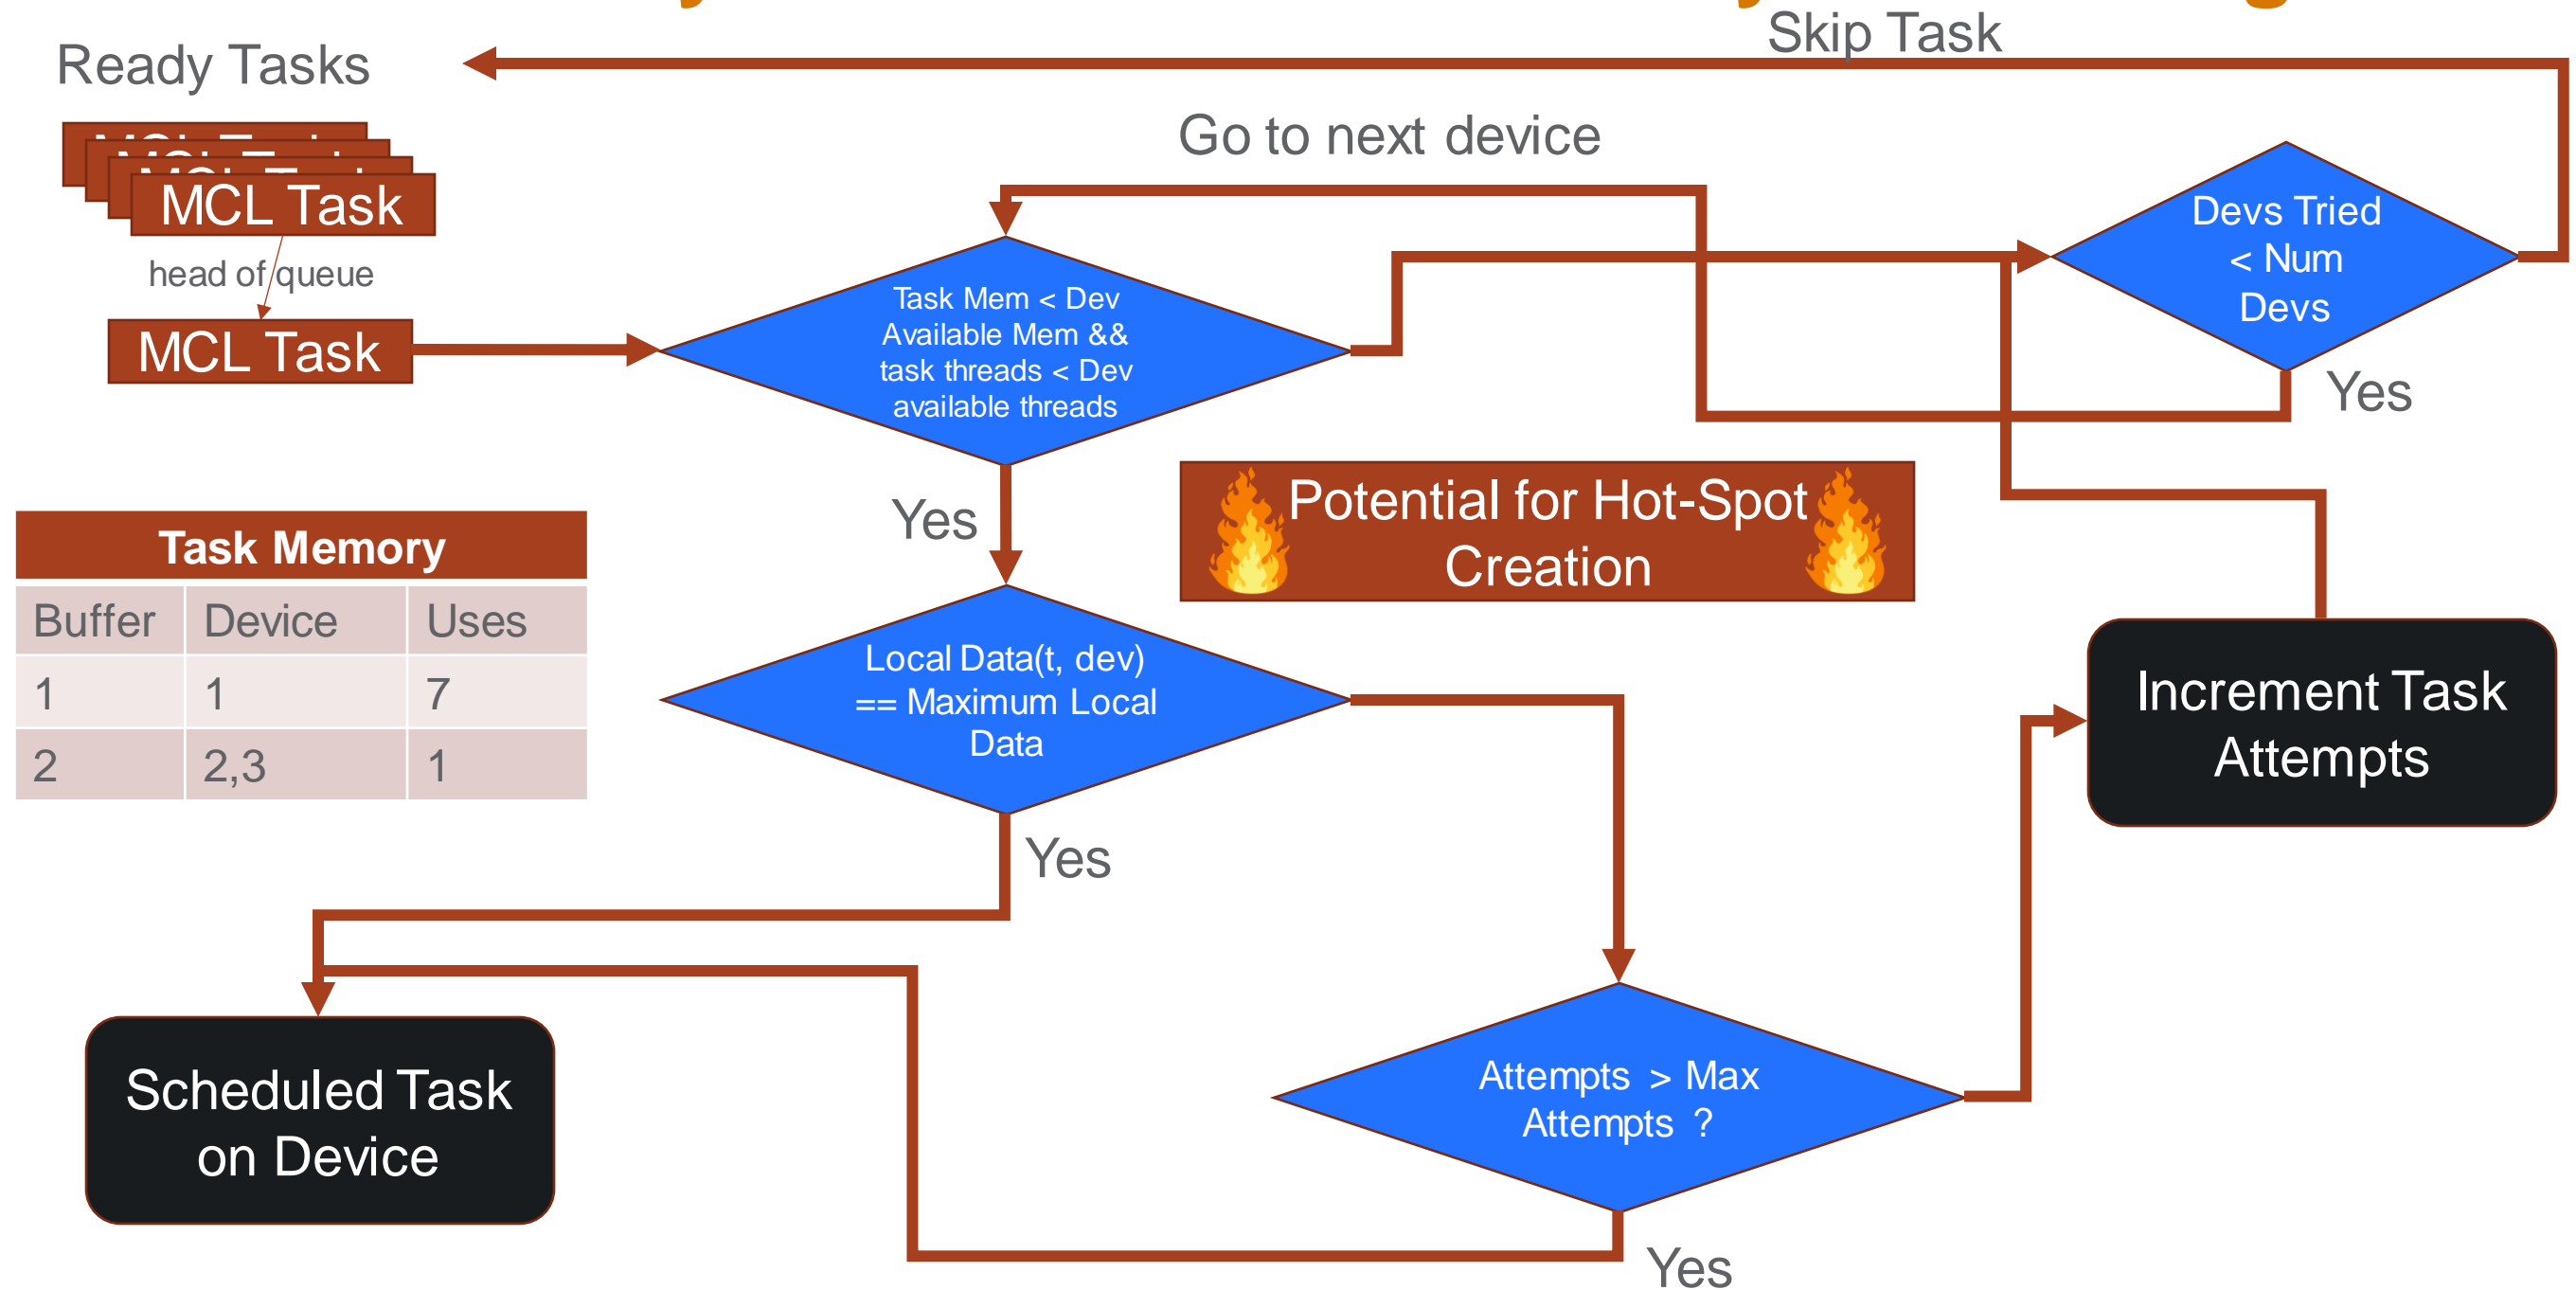 Skip Task
Ready Tasks
Go to next device
MCL Task
head of queue
MCL Task
Devs Tried
< Num
Devs
Task Mem < Dev
Available Mem &&
task threads < Dev
available threads
Yes
Yes
Potential for Hot-Spot
Creation
Task Memory
Buffer Device Uses
1 1 7
2 2,3 1
Local Data(t, dev)
== Maximum Local
Data
Increment Task
Attempts
Yes
Scheduled Task
on Device
Attempts > Max
Attempts ?
Yes